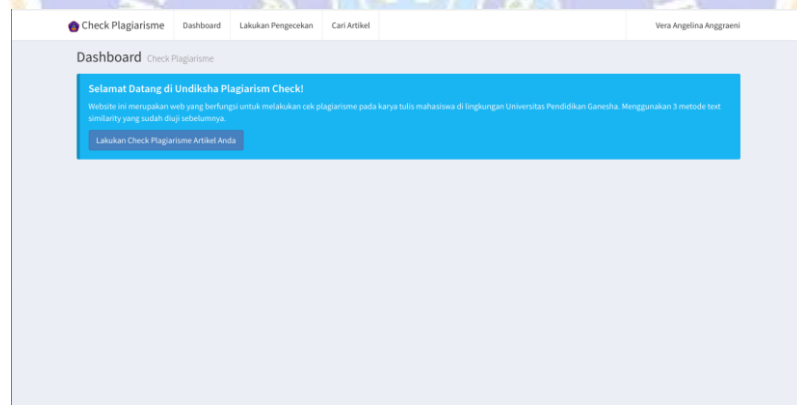 Check Plagiarisme Dashboard Lakukan Pengecekan Cari Artikel Vera Angelina Anggraeni
Dashboard Check Plagiarisme
Selamat Datang di Undiksha Plagiarism Check!
Website ini merupakan web yang berfungsi untuk melakukan cek plagiarisme pada karya tulis mahasiswa di lingkungan Universitas Pendidikan Ganesha. Menggunakan 3 metode text
similarity yang sudah diuji sebelumnya.
Lakukan Check Plagiarisme Artikel Anda